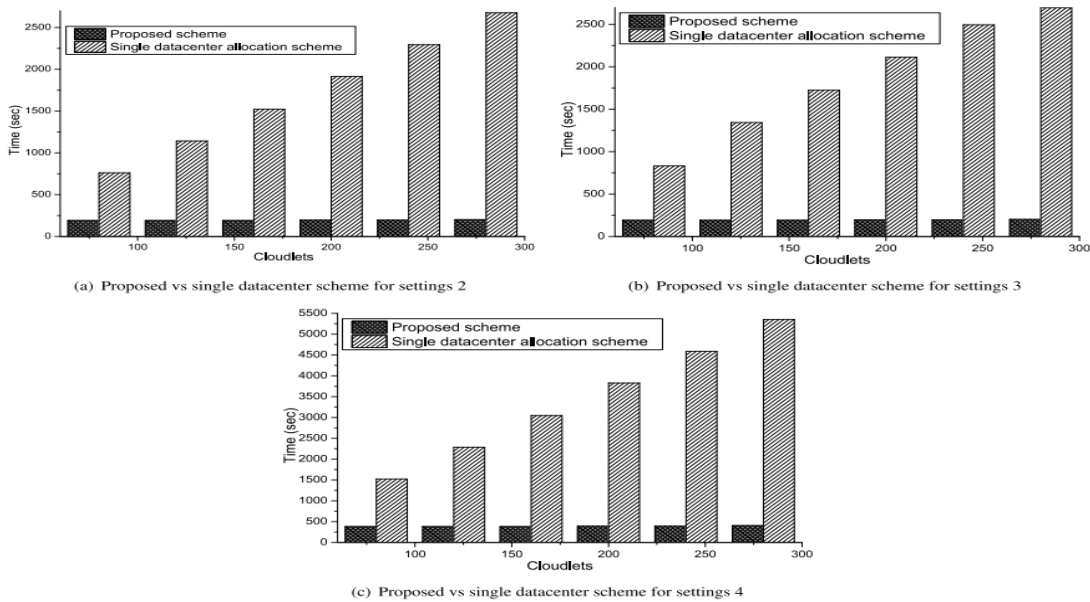 Proposed scheme
Single datacenter allocation scheme
2500
2000
1500
1000
500
0
Time (sec)
100
150
200
250
300
Cloudlets
(a) Proposed vs single datacenter scheme for settings 2
Proposed scheme
Single datacenter allocation scheme
2500
2000
1500
1000
500
0
Time (sec)
100
150
200
250
300
Cloudlets
(b) Proposed vs single datacenter scheme for settings 3
Proposed scheme
Single datacenter allocation scheme
5500
5000
4500
4000
3500
3000
2500
2000
1500
1000
500
0
Time (sec)
100
150
200
250
300
Cloudlets
(c) Proposed vs single datacenter scheme for settings 4